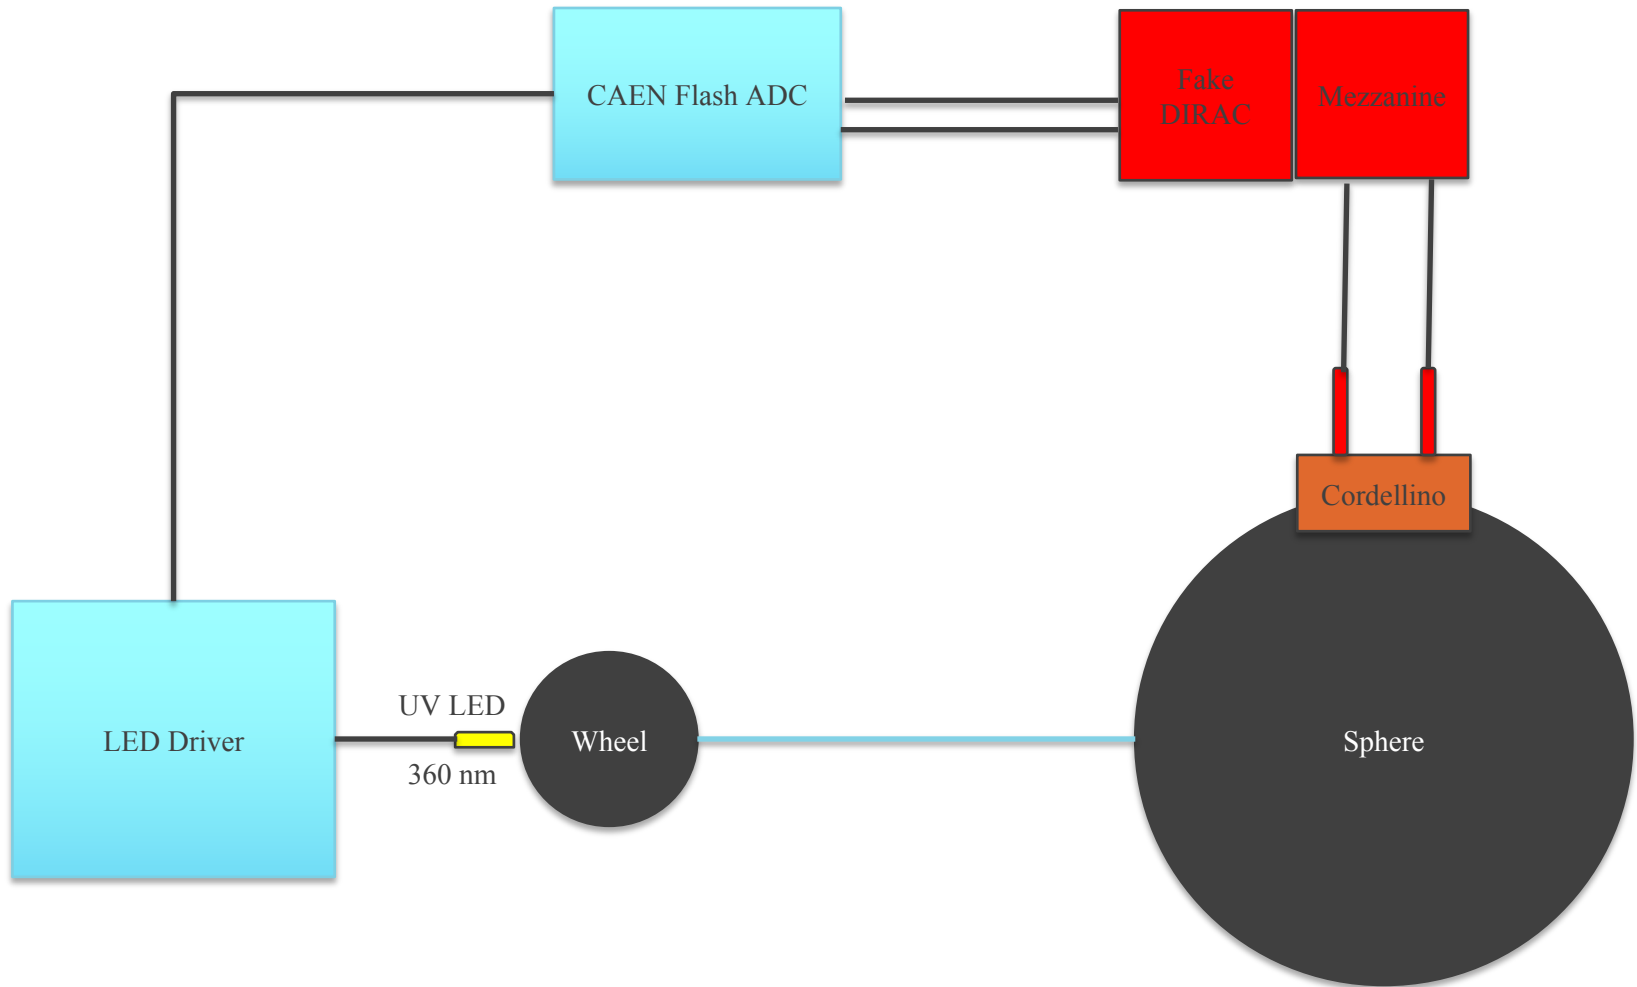 CAEN Flash ADC
Fake
DIRAC
Mezzanine
Cordellino
UV LED
LED Driver
Wheel
Sphere
360 nm